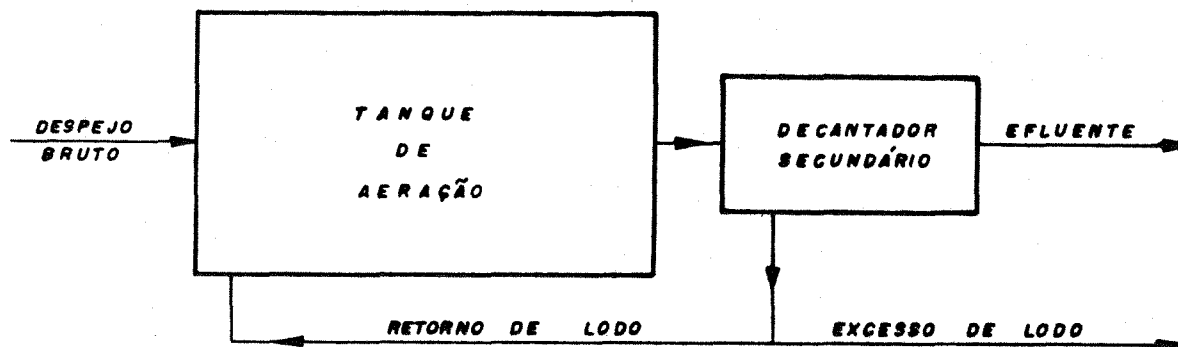 DESPEJO
BRUTO
TANQUE
DE
AERAÇÃO
DECANTADOR
SECUNDÁRIO
EFLUENTE
RETORNO DE LODO
EXCESSO DE LODO